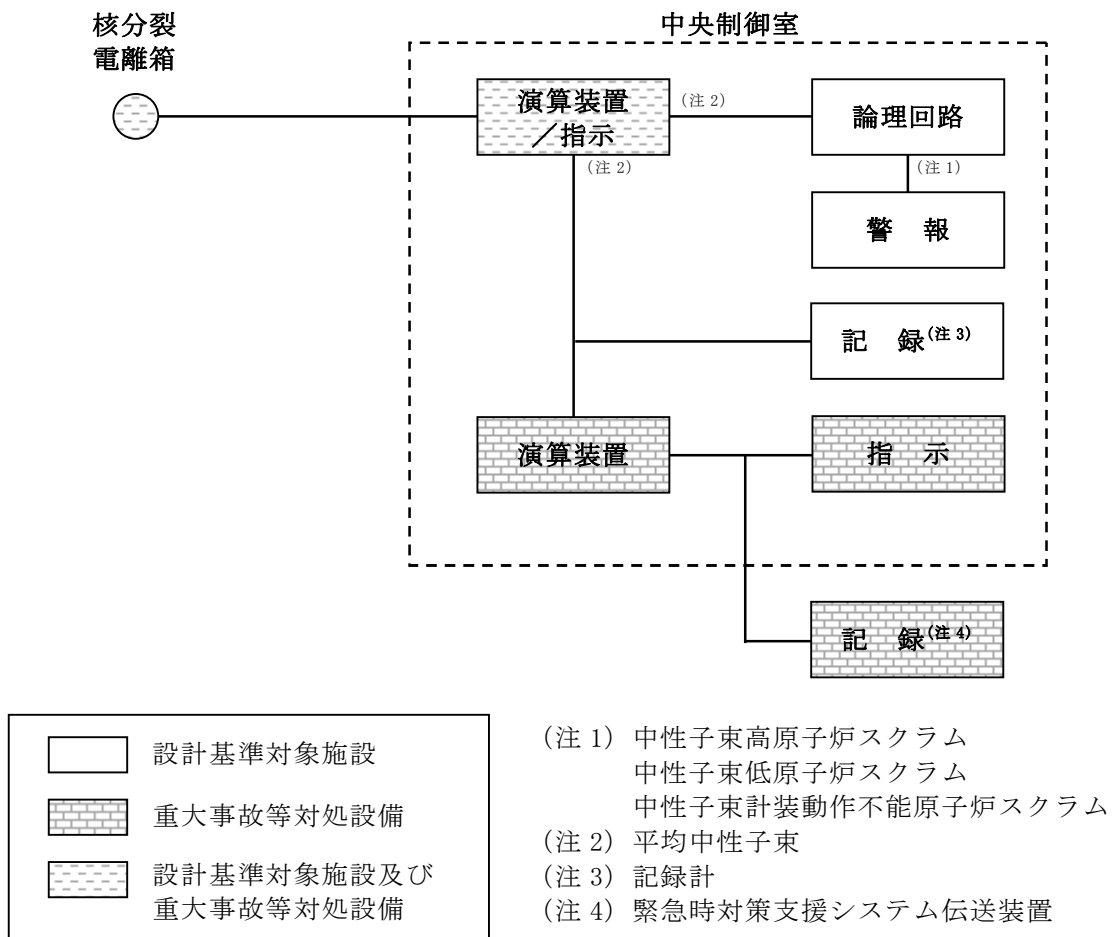 核分裂
電離箱
中央制御室
演算装置
／指示
(注 2)
(注 2)
論理回路
(注 1)
警　報
記　録(注 3)
演算装置
指　示
記　録(注 4)
設計基準対象施設
重大事故等対処設備
設計基準対象施設及び
重大事故等対処設備
(注 1) 中性子束高原子炉スクラム
中性子束低原子炉スクラム
中性子束計装動作不能原子炉スクラム
(注 2) 平均中性子束
(注 3) 記録計
(注 4) 緊急時対策支援システム伝送装置